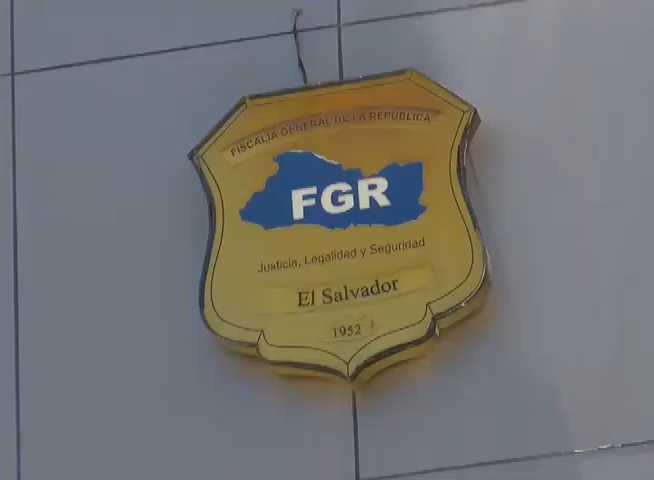 FISCALIA GENERAL DE LA REPUBLICA
FGR
Justicia, Legalidad y Seguridad
El Salvador
1952